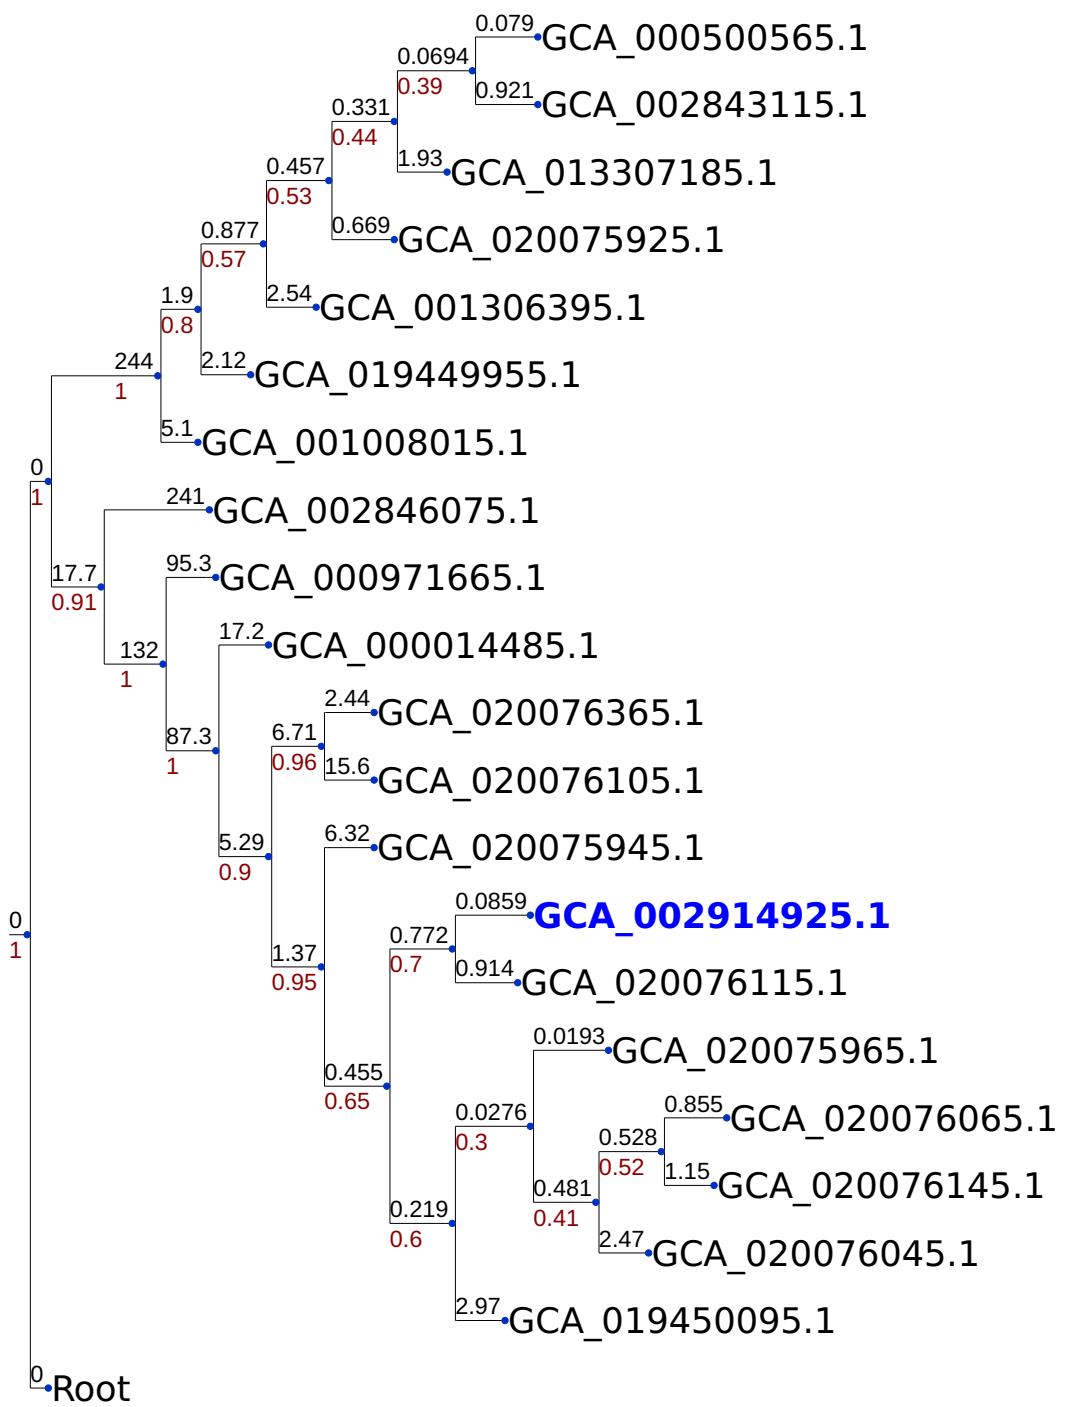 0.079
GCA_000500565.1
0.0694
0.39
0.921
GCA_002843115.1
0.331
0.44
1.93
GCA_013307185.1
0.457
0.53
0.669
GCA_020075925.1
0.877
0.57
2.54
GCA_001306395.1
1.9
0.8
2.12
GCA_019449955.1
244
1
5.1
GCA_001008015.1
0
1
241
GCA_002846075.1
17.7
0.91
95.3
GCA_000971665.1
132
1
17.2
GCA_000014485.1
87.3
1
2.44
GCA_020076365.1
6.71
0.96
15.6
GCA_020076105.1
5.29
0.9
6.32
GCA_020075945.1
0.0859
GCA_002914925.1
0.772
0.7
0.914
GCA_020076115.1
1.37
0.95
0.0193
GCA_020075965.1
0.455
0.65
0.0276
0.3
0.855
GCA_020076065.1
0.528
0.52
1.15
GCA_020076145.1
0.481
0.41
2.47
GCA_020076045.1
0.219
0.6
2.97
GCA_019450095.1
0
1
0
Root